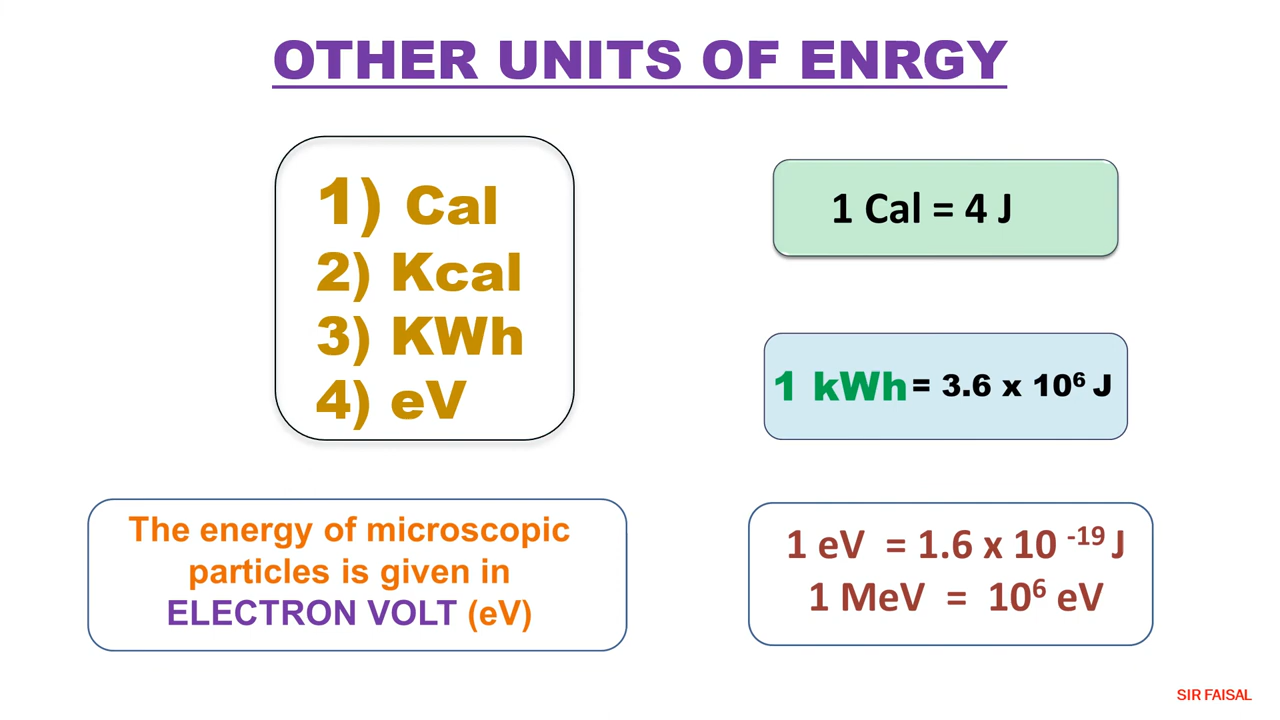 OTHER UNITS OF ENRGY
1) Cal
2) Kcal
3) KWh
4) eV
1 Cal = 4 J
1 kWh = 3.6 x 10⁶ J
The energy of microscopic
particles is given in
ELECTRON VOLT (eV)
1 eV = 1.6 x 10 ⁻¹⁹ J
1 MeV = 10⁶ eV
SIR FAISAL